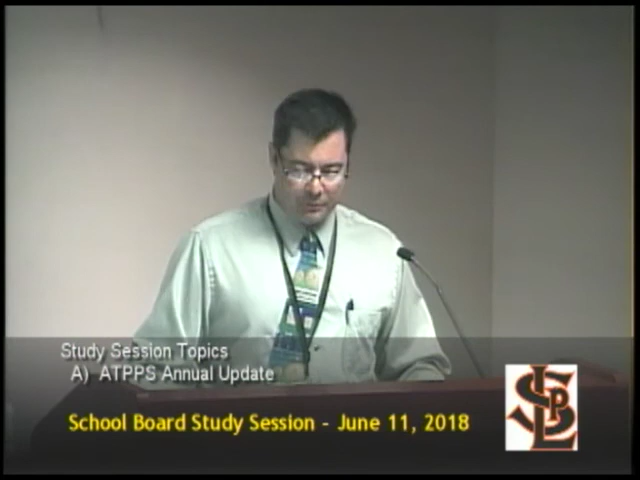 Study Session Topics
A) ATPPS Annual Update
School Board Study Session - June 11, 2018
SLP